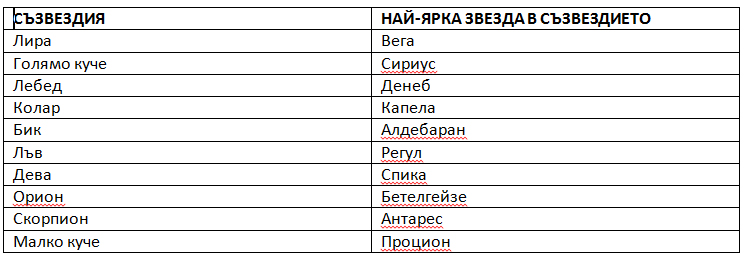 СЪЗВЕЗДИЯ НАЙ-ЯРКА ЗВЕЗДА В СЪЗВЕЗДИЕТО
Лира Вега
Голямо куче Сириус
Лебед Денеб
Колар Капела
Бик Алдебаран
Лъв Регул
Дева Спика
Орион Бетелгейзе
Скорпион Антарес
Малко куче Процион